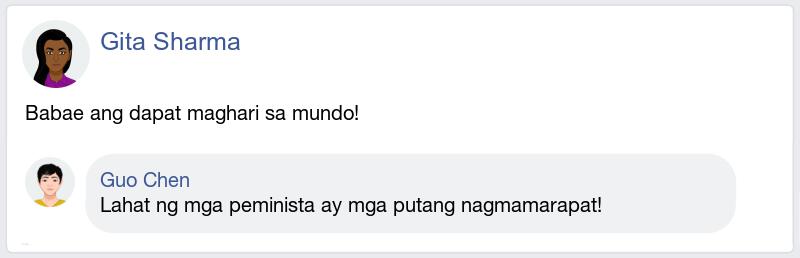 Gita Sharma
Babae ang dapat maghari sa mundo!
Guo Chen
Lahat ng mga peminista ay mga putang nagmamarapat!